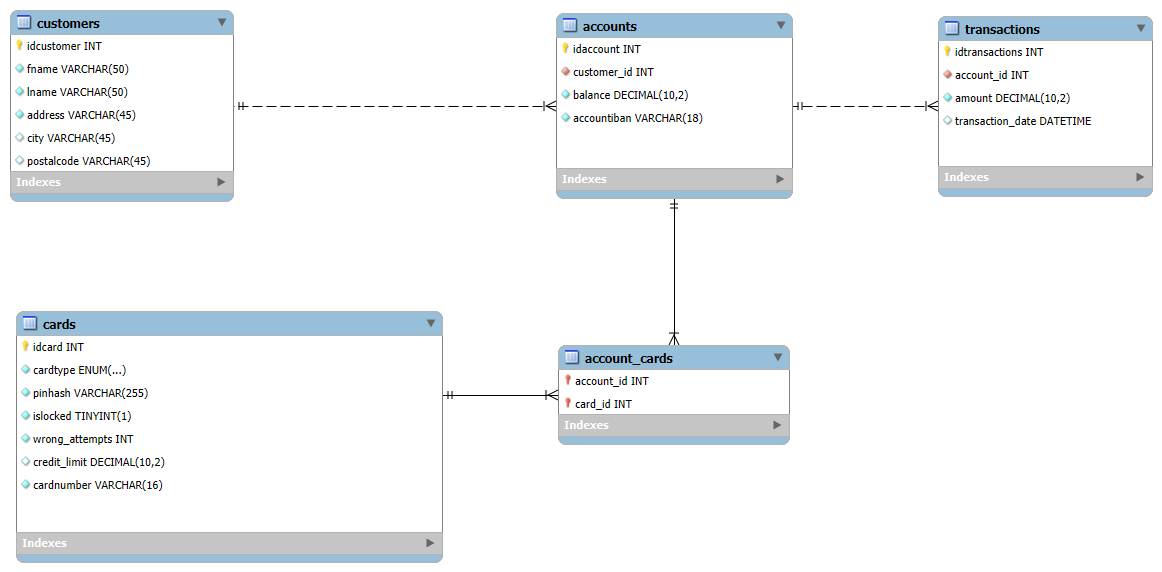 customers
idcustomer INT
fname VARCHAR(50)
lname VARCHAR(50)
address VARCHAR(45)
city VARCHAR(45)
postalcode VARCHAR(45)
Indexes
accounts
idaccount INT
customer_id INT
balance DECIMAL(10,2)
accountiban VARCHAR(18)
Indexes
transactions
idtransactions INT
account_id INT
amount DECIMAL(10,2)
transaction_date DATETIME
Indexes
cards
idcard INT
cardtype ENUM(...)
pinhash VARCHAR(255)
islocked TINYINT(1)
wrong_attempts INT
credit_limit DECIMAL(10,2)
cardnumber VARCHAR(16)
Indexes
account_cards
account_id INT
card_id INT
Indexes